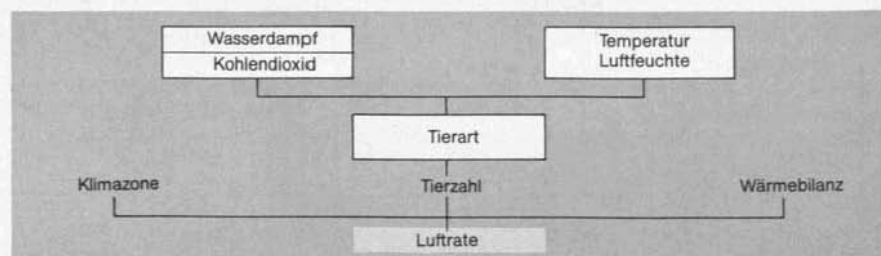 Wasserdampf
Kohlendioxid
Temperatur
Luftfeuchte
Tierart
Klimazone
Tierzahl
Wärmebilanz
Luftrate